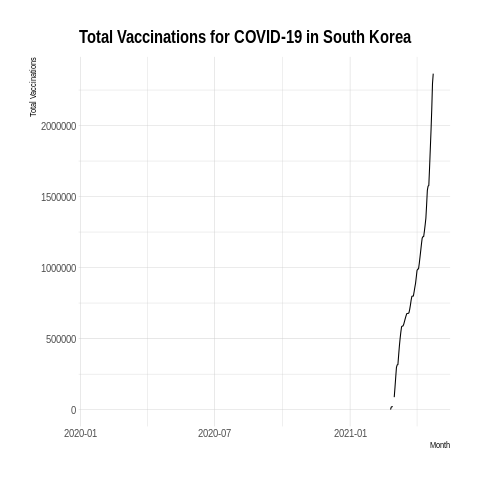 Total Vaccinations for COVID-19 in South Korea
Total Vaccinations
2000000
1500000
1000000
500000
0
2020-01
2020-07
2021-01
Month